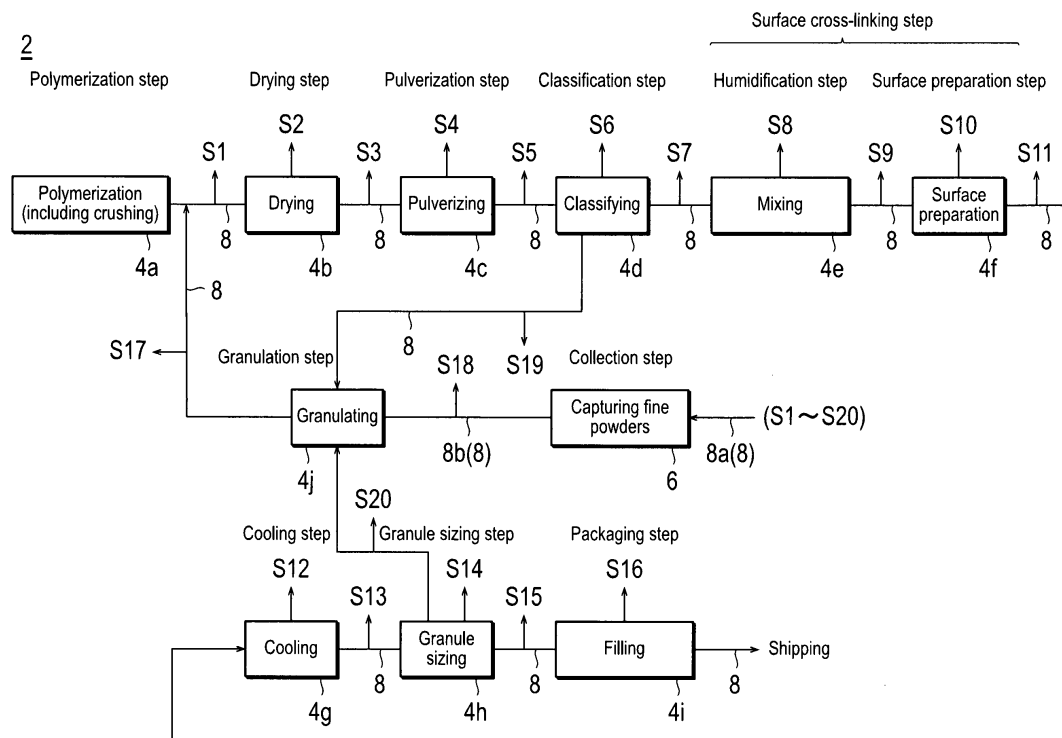 Surface cross-linking step
2
Polymerization step
Drying step
Pulverization step
Classification step
Humidification step
Surface preparation step
S2
S4
S6
S8
S10
S1
S3
S5
S7
S9
S11
Polymerization
(including crushing)
Drying
Pulverizing
Classifying
Mixing
Surface
preparation
8
8
8
8
8
8
4a
4b
4c
4d
4e
4f
8
8
S17
Granulation step
S18
S19
Collection step
Granulating
Capturing fine
powders
(S1～S20)
8b(8)
8a(8)
4j
6
S20
Cooling step
Granule sizing step
Packaging step
S12
S14
S16
S13
S15
Cooling
Granule
sizing
Filling
Shipping
8
8
8
4g
4h
4i